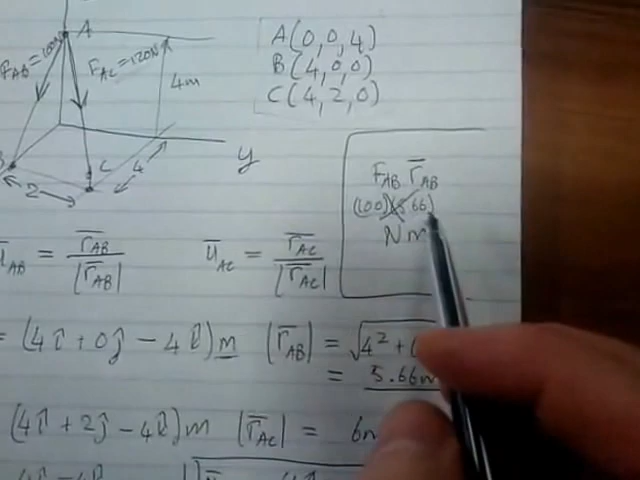 A
F_AB=100N
F_AC=120N
4m
A(0,0,4)
B(4,0,0)
C(4,2,0)
y
B
C
2
4
F_AB r̅_AB
(100)(5.66)
Nm
u̅_AB = r̅_AB / |r̅_AB|
u̅_AC = r̅_AC / |r̅_AC|
= (4î + 0ĵ − 4k̂) m |r̅_AB| = √4² +
= 5.66m
(4î + 2ĵ − 4k̂) m |r̅_AC| = 6m